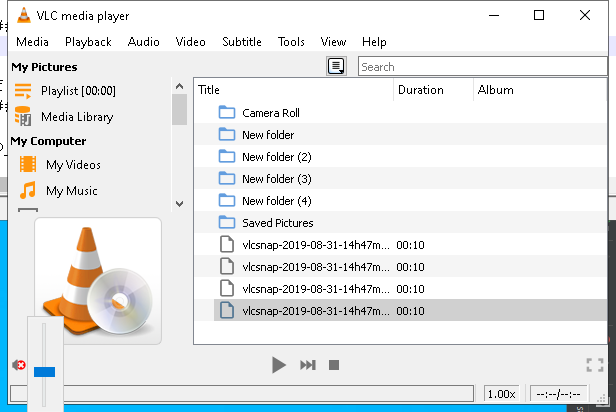 VLC media player
Media Playback Audio Video Subtitle Tools View Help
My Pictures
Search
Playlist [00:00]
Media Library
My Computer
My Videos
My Music
Title Duration Album
Camera Roll
New folder
New folder (2)
New folder (3)
New folder (4)
Saved Pictures
vlcsnap-2019-08-31-14h47m... 00:10
vlcsnap-2019-08-31-14h47m... 00:10
vlcsnap-2019-08-31-14h47m... 00:10
vlcsnap-2019-08-31-14h47m... 00:10
1.00x --:--/--:--